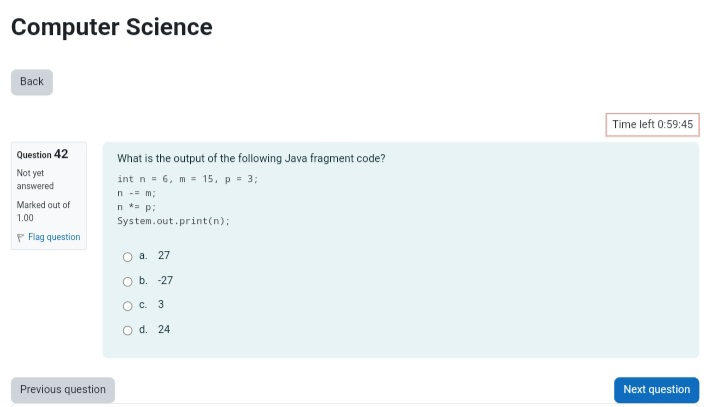 Computer Science
Back
Time left 0:59:45
Question 42
Not yet
answered
Marked out of
1.00
Flag question
What is the output of the following Java fragment code?
int n = 6, m = 15, p = 3;
n -= m;
n *= p;
System.out.print(n);
a. 27
b. -27
c. 3
d. 24
Previous question
Next question